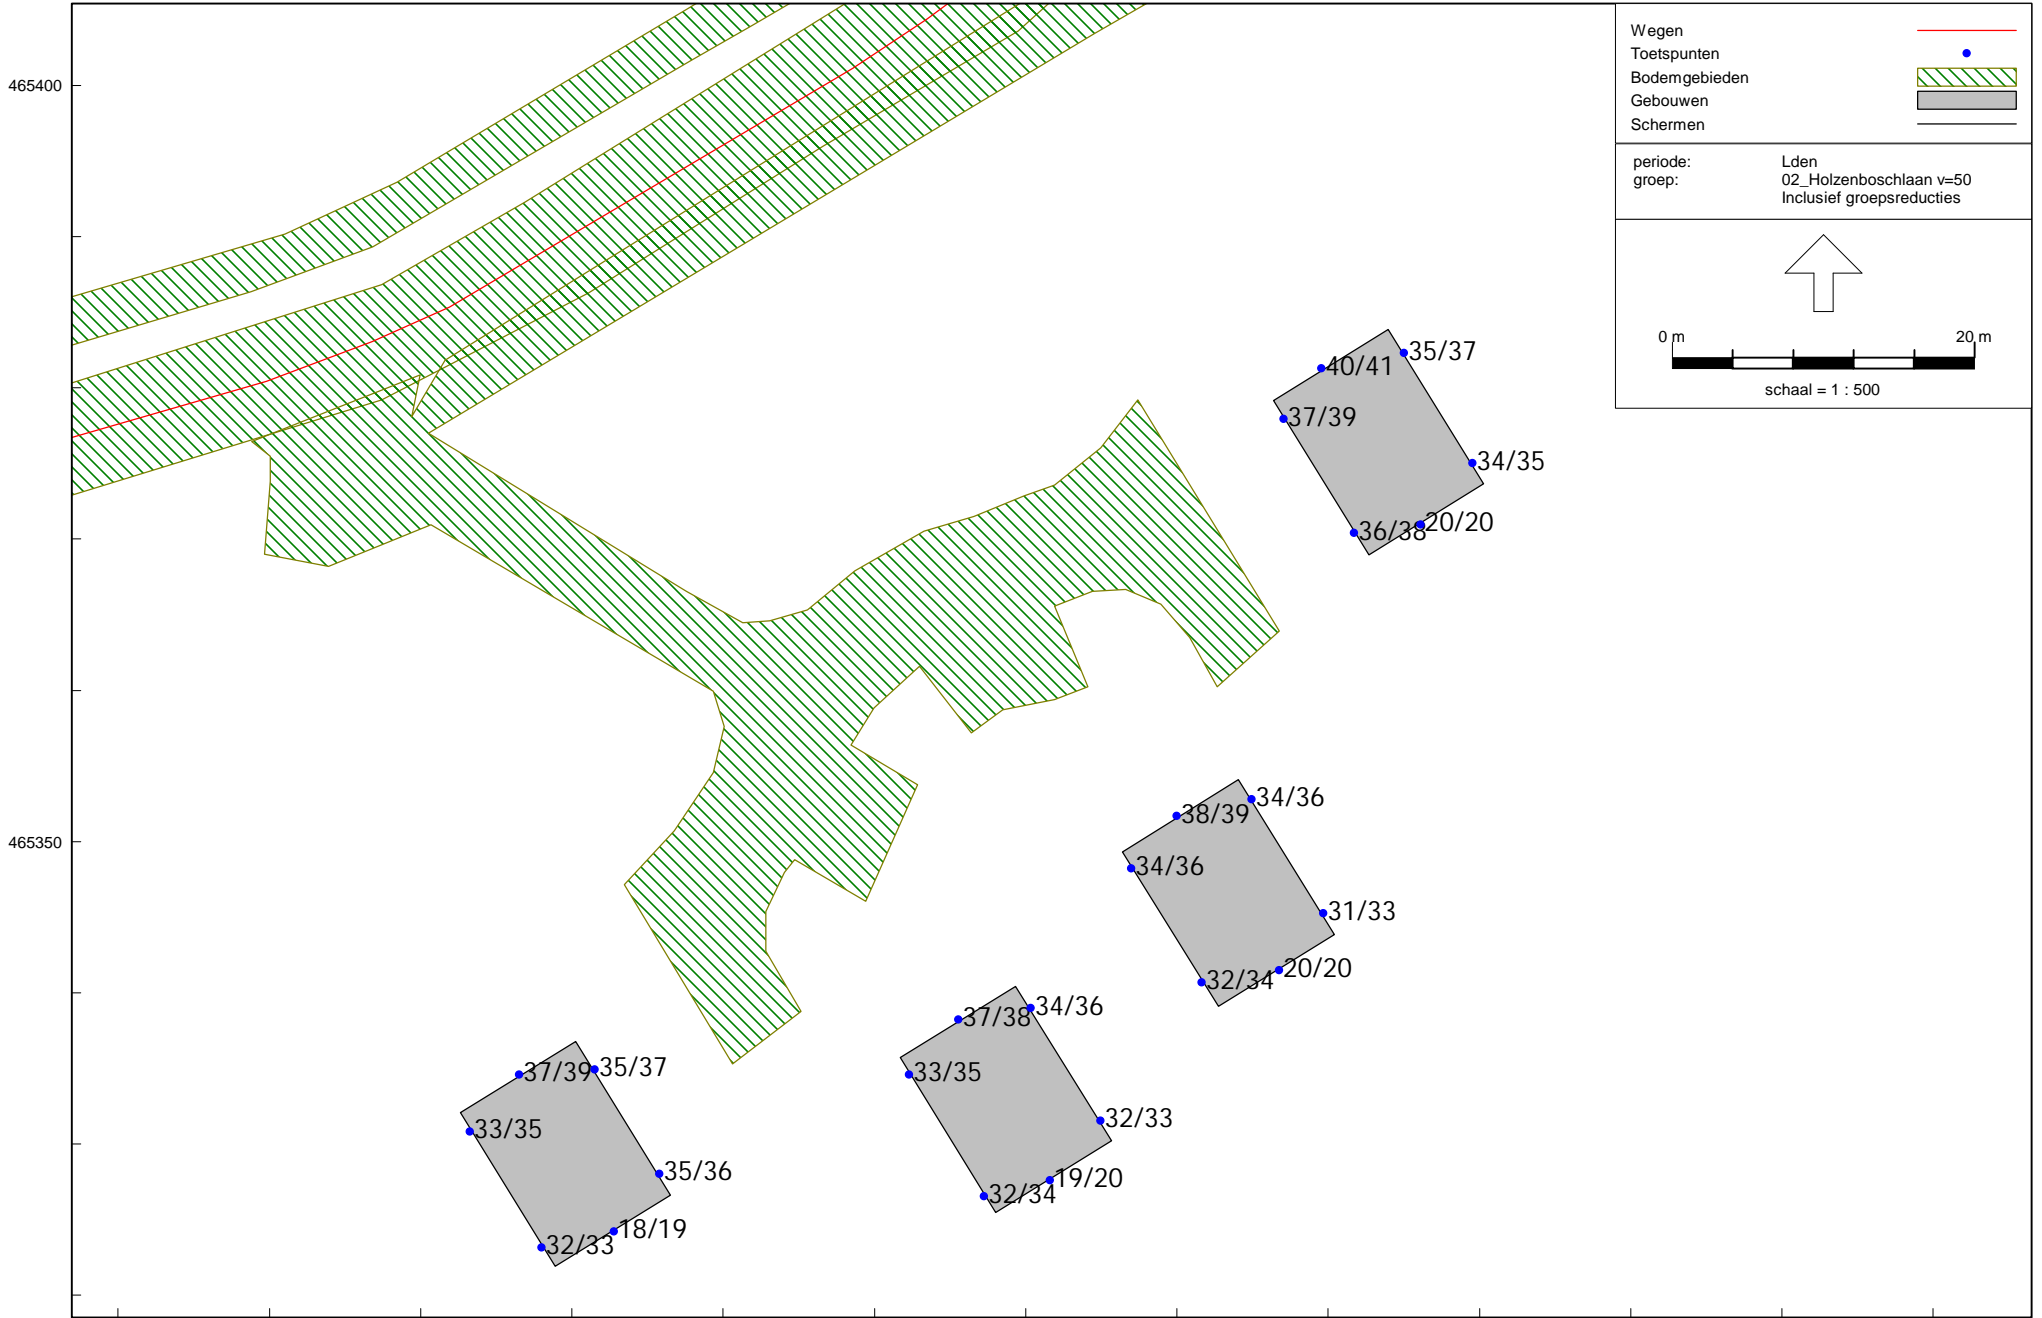 Wegen
Toetspunten
Bodemgebieden
Gebouwen
Schermen
periode: Lden
groep: 02_Holzenboschlaan v=50
Inclusief groepsreducties
0 m 20 m
schaal = 1 : 500
465400
465350
35/37
40/41
37/39
34/35
20/20
36/38
34/36
38/39
34/36
31/33
20/20
32/34
34/36
37/38
33/35
32/33
19/20
32/34
35/37
37/39
33/35
35/36
18/19
32/33